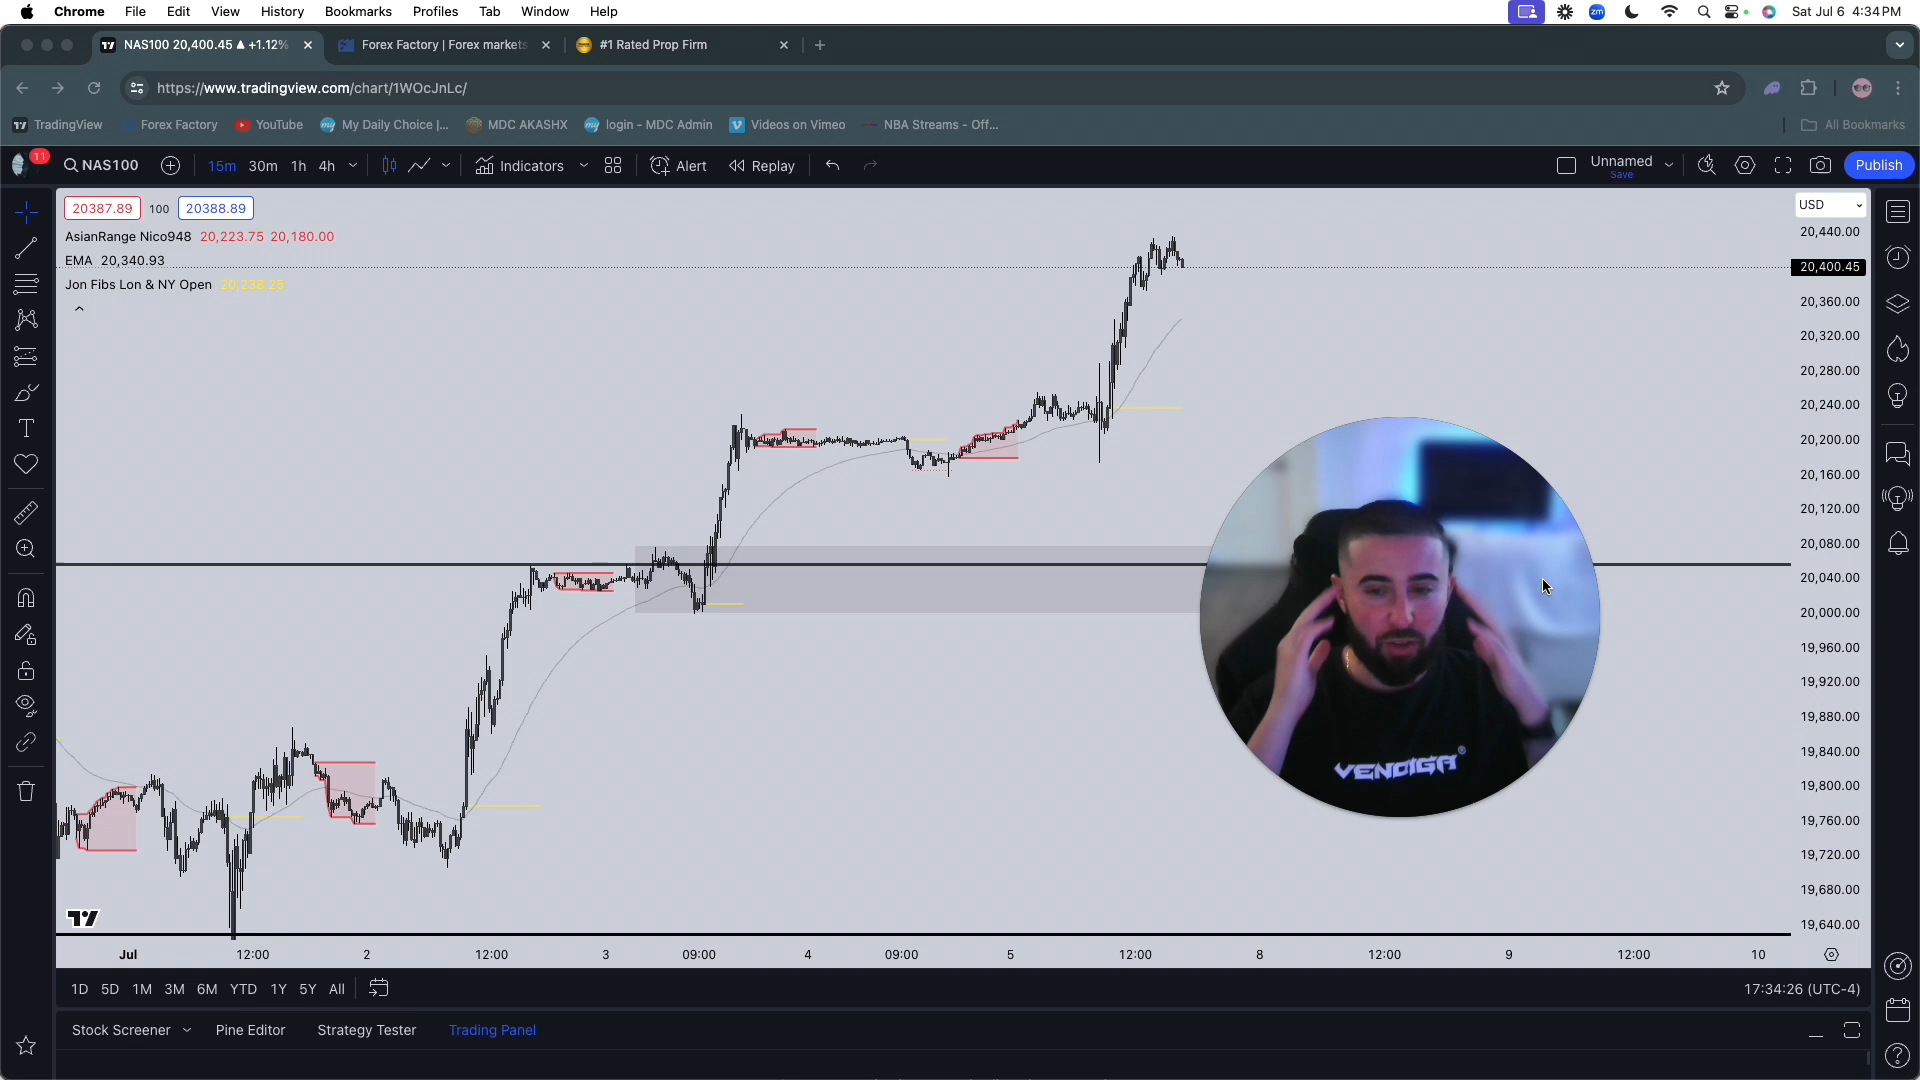 Chrome File Edit View History Bookmarks Profiles Tab Window Help
zm
Sat Jul 6 4:34 PM
NAS100 20,400.45 ▲ +1.12%
Forex Factory | Forex markets
#1 Rated Prop Firm
https://www.tradingview.com/chart/1WOcJnLc/
TradingView Forex Factory YouTube My Daily Choice |... MDC AKASHX login - MDC Admin Videos on Vimeo NBA Streams - Off... All Bookmarks
11
NAS100 15m 30m 1h 4h Indicators Alert Replay Unnamed Publish
Save
20387.89 100 20388.89 USD
AsianRange Nico948 20,223.75 20,180.00
EMA 20,340.93
Jon Fibs Lon & NY Open 20,238.25
20,440.00
20,400.45
20,360.00
20,320.00
20,280.00
20,240.00
20,200.00
20,160.00
20,120.00
20,080.00
20,040.00
20,000.00
19,960.00
19,920.00
19,880.00
19,840.00
19,800.00
19,760.00
19,720.00
19,680.00
19,640.00
VENDIGA
Jul 12:00 2 12:00 3 09:00 4 09:00 5 12:00 8 12:00 9 12:00 10
1D 5D 1M 3M 6M YTD 1Y 5Y All 17:34:26 (UTC-4)
Stock Screener Pine Editor Strategy Tester Trading Panel